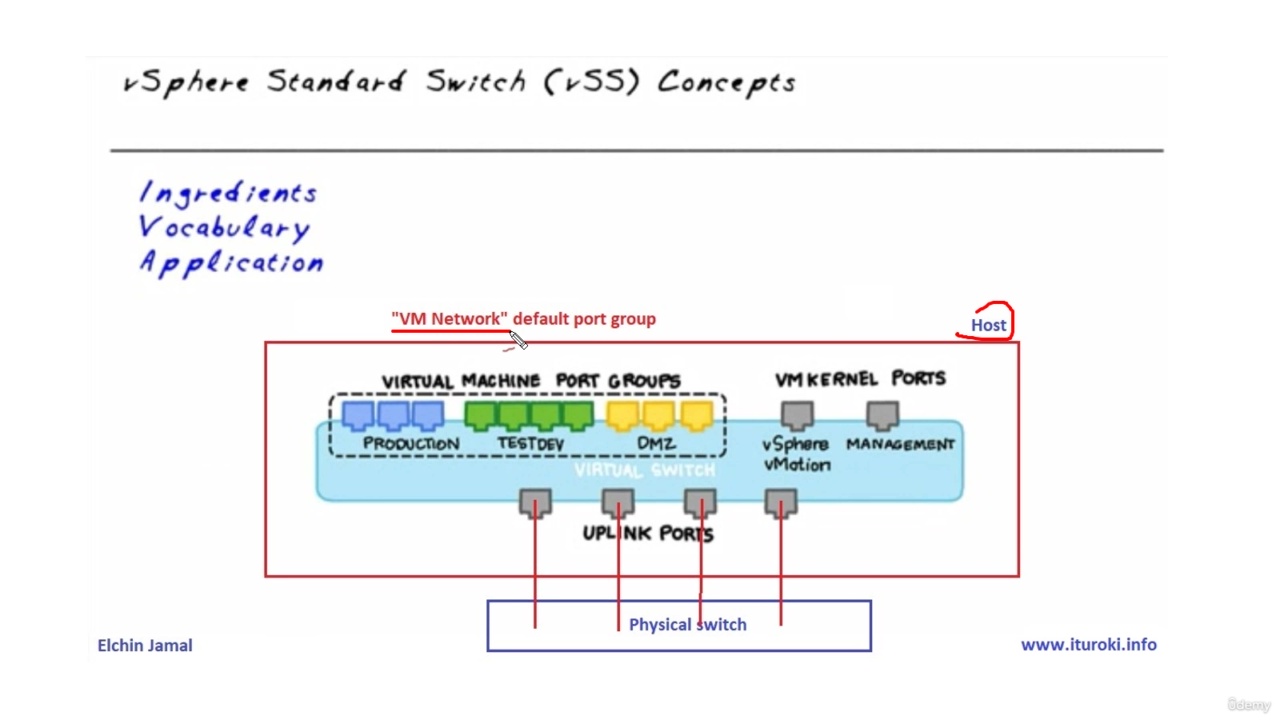 vSphere Standard Switch (vSS) Concepts
Ingredients
Vocabulary
Application
"VM Network" default port group
Host
VIRTUAL MACHINE PORT GROUPS
VMKERNEL PORTS
PRODUCTION
TESTDEV
DMZ
vSphere
vMotion
MANAGEMENT
VIRTUAL SWITCH
UPLINK PORTS
Physical switch
Elchin Jamal
www.ituroki.info
ûdemy